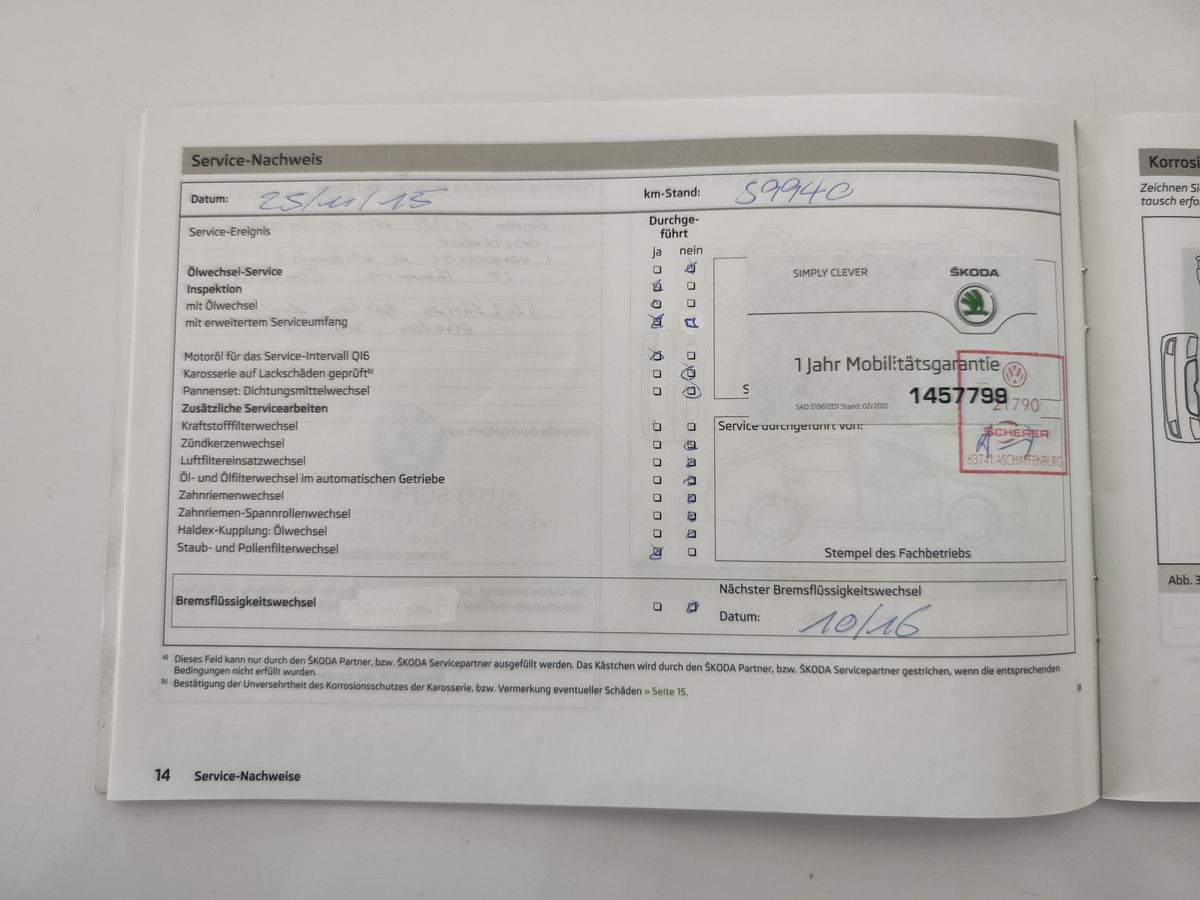 Service-Nachweis
Datum: 25/11/15 km-Stand: 59940
Service-Ereignis
Durchge-
führt
ja nein
Ölwechsel-Service
Inspektion
mit Ölwechsel
mit erweitertem Serviceumfang
Motoröl für das Service-Intervall QI6
Karosserie auf Lackschäden geprüft b)
Pannenset: Dichtungsmittelwechsel
Zusätzliche Servicearbeiten
Kraftstofffilterwechsel
Zündkerzenwechsel
Luftfiltereinsatzwechsel
Öl- und Ölfilterwechsel im automatischen Getriebe
Zahnriemenwechsel
Zahnriemen-Spannrollenwechsel
Haldex-Kupplung: Ölwechsel
Staub- und Pollenfilterwechsel
SIMPLY CLEVER
ŠKODA
1 Jahr Mobilitätsgarantie
1457799
SAD 51961201 Stand: 02/2012
21790
SCHERER
63741 ASCHAFFENBURG
S
Service durchgeführt von:
Stempel des Fachbetriebs
Bremsflüssigkeitswechsel
Nächster Bremsflüssigkeitswechsel
Datum: 10/16
a) Dieses Feld kann nur durch den ŠKODA Partner, bzw. ŠKODA Servicepartner ausgefüllt werden. Das Kästchen wird durch den ŠKODA Partner, bzw. ŠKODA Servicepartner gestrichen, wenn die entsprechenden
Bedingungen nicht erfüllt wurden.
b) Bestätigung der Unversehrtheit des Korrosionsschutzes der Karosserie, bzw. Vermerkung eventueller Schäden » Seite 15.
14 Service-Nachweise
Korrosi
Zeichnen Si
tausch erfo
Abb. 3